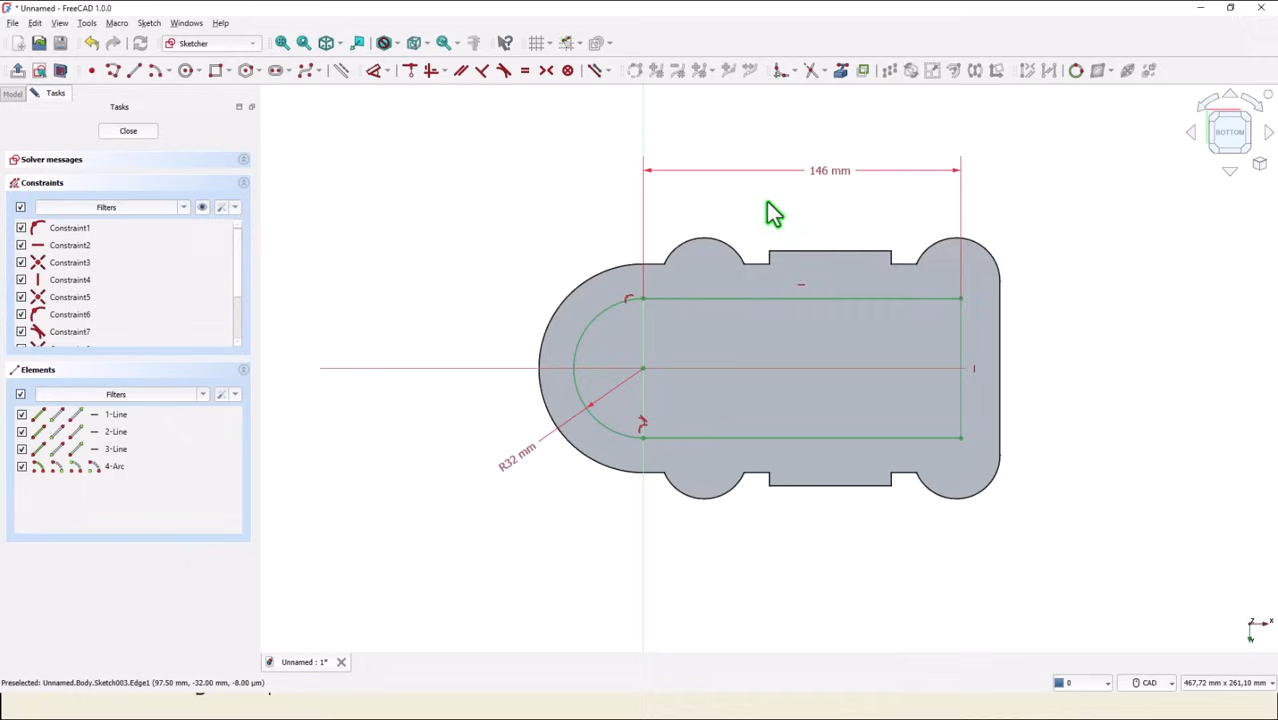 * Unnamed - FreeCAD 1.0.0
File Edit View Tools Macro Sketch Windows Help
Sketcher
Model Tasks
Tasks
Close
Solver messages
Constraints
Filters
Constraint1
Constraint2
Constraint3
Constraint4
Constraint5
Constraint6
Constraint7
Elements
Filters
1-Line
2-Line
3-Line
4-Arc
146 mm
R32 mm
BOTTOM
Z
X
Y
Unnamed : 1*
Preselected: Unnamed.Body.Sketch003.Edge1 (97.50 mm, -32.00 mm, -8.00 µm)
0
CAD
467,72 mm x 261,10 mm